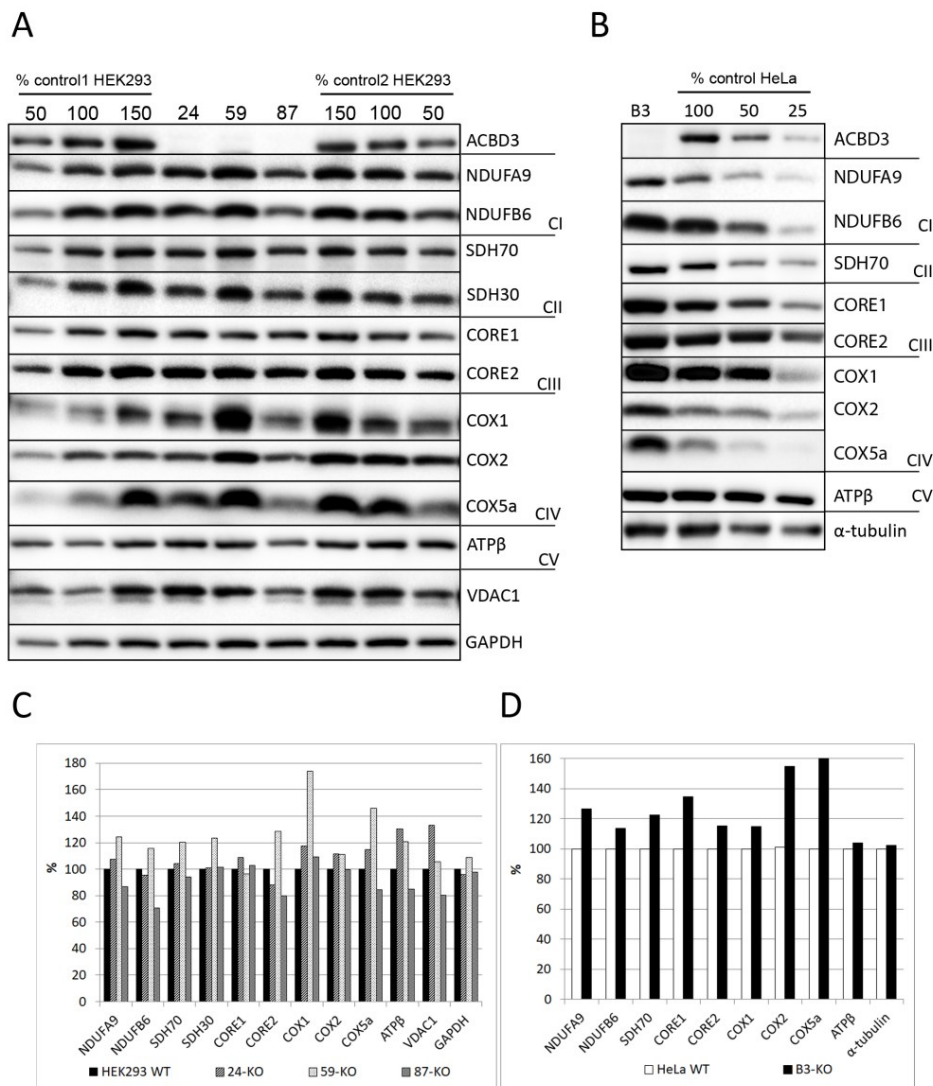 A
% control1 HEK293
% control2 HEK293
50 100 150 24 59 87 150 100 50
ACBD3
NDUFA9
NDUFB6 CI
SDH70
SDH30 CII
CORE1
CORE2 CIII
COX1
COX2
COX5a CIV
ATPβ CV
VDAC1
GAPDH
B
% control HeLa
B3 100 50 25
ACBD3
NDUFA9
NDUFB6 CI
SDH70 CII
CORE1
CORE2 CIII
COX1
COX2
COX5a CIV
ATPβ CV
α-tubulin
C
180
160
140
120
100
80
60
40
20
0
%
NDUFA9 NDUFB6 SDH70 SDH30 CORE1 CORE2 COX1 COX2 COX5a ATPβ VDAC1 GAPDH
HEK293 WT 24-KO 59-KO 87-KO
D
160
140
120
100
80
60
40
20
0
%
NDUFA9 NDUFB6 SDH70 CORE1 CORE2 COX1 COX2 COX5a ATPβ α-tubulin
HeLa WT B3-KO